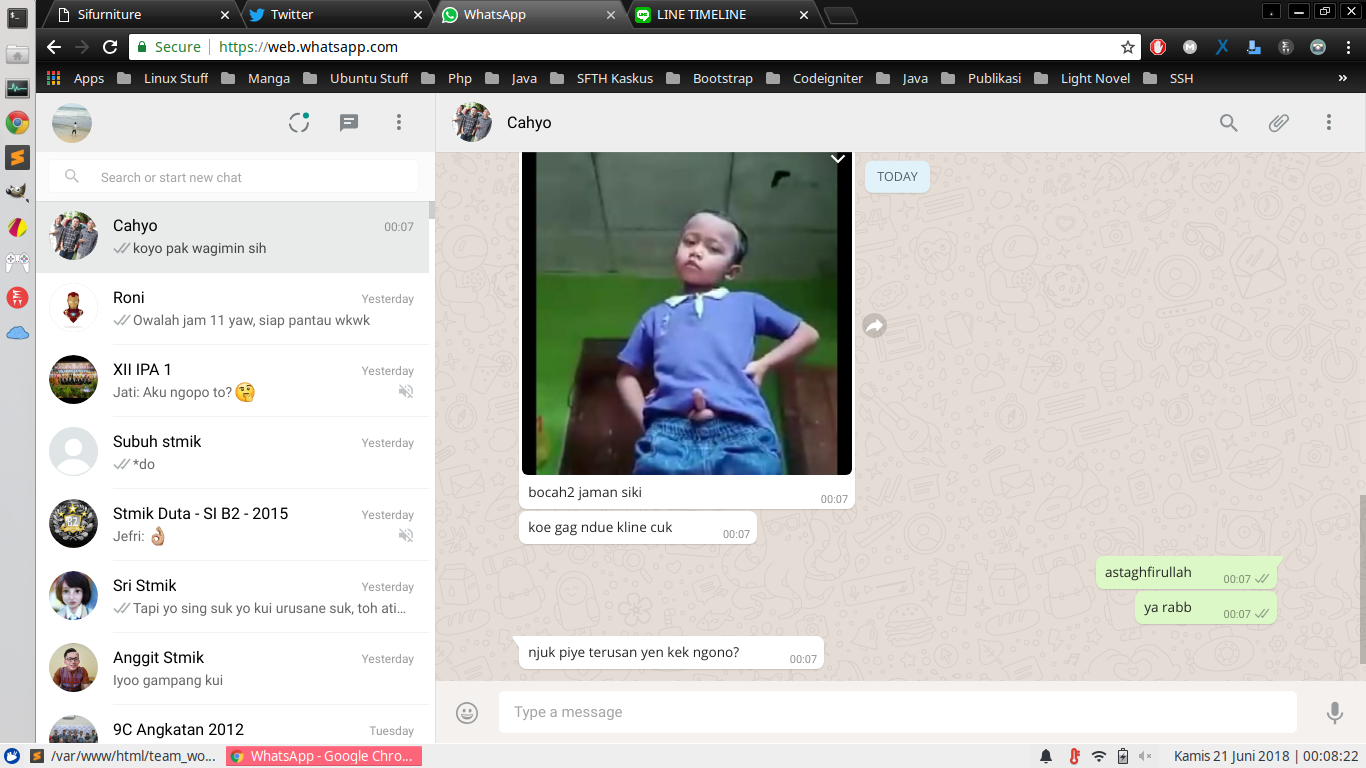 Sifurniture
Twitter
WhatsApp
LINE TIMELINE
Secure
https://web.whatsapp.com
Apps
Linux Stuff
Manga
Ubuntu Stuff
Php
Java
SFTH Kaskus
Bootstrap
Codeigniter
Java
Publikasi
Light Novel
SSH
»
Search or start new chat
Cahyo
00:07
koyo pak wagimin sih
Roni
Yesterday
Owalah jam 11 yaw, siap pantau wkwk
XII IPA 1
Yesterday
Jati: Aku ngopo to? 🤔
Subuh stmik
Yesterday
*do
Stmik Duta - SI B2 - 2015
Yesterday
Jefri: 👌🏼
Sri Stmik
Yesterday
Tapi yo sing suk yo kui urusane suk, toh ati...
Anggit Stmik
Yesterday
Iyoo gampang kui
9C Angkatan 2012
Tuesday
Cahyo
TODAY
bocah2 jaman siki
00:07
koe gag ndue kline cuk
00:07
astaghfirullah
00:07
ya rabb
00:07
njuk piye terusan yen kek ngono?
00:07
Type a message
/var/www/html/team_wo...
WhatsApp - Google Chro...
Kamis 21 Juni 2018 | 00:08:22